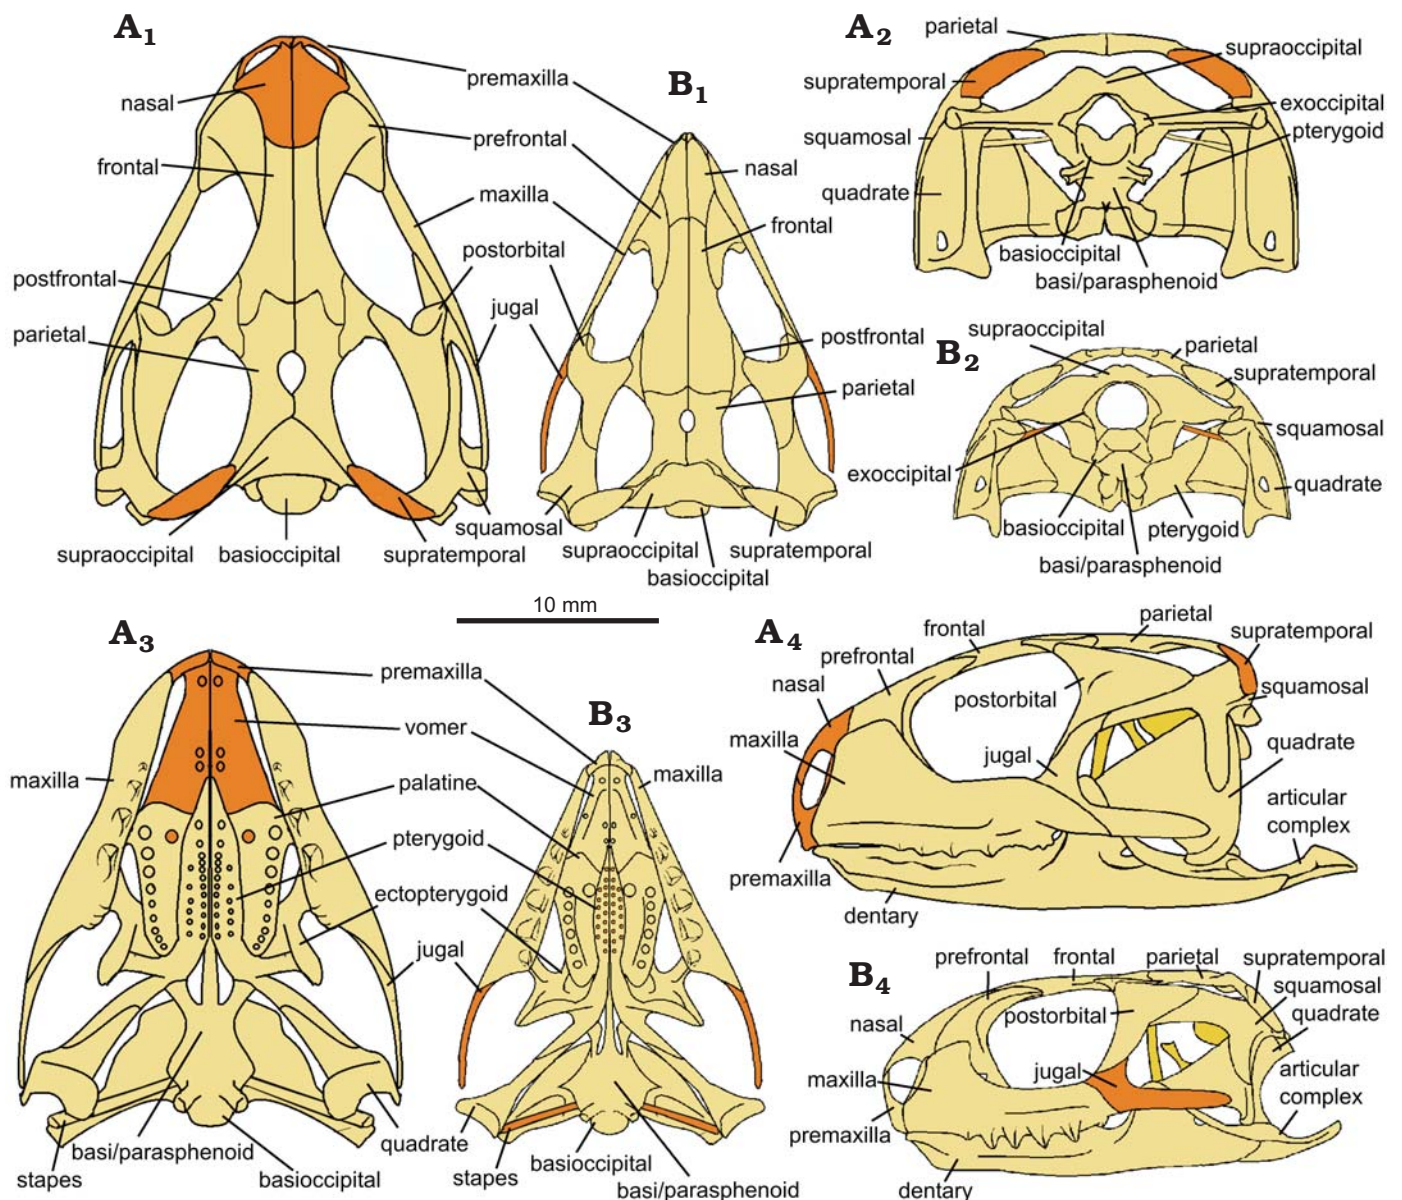 A1
premaxilla
nasal
prefrontal
frontal
maxilla
postorbital
postfrontal
jugal
parietal
squamosal
supraoccipital
basioccipital
supratemporal
B1
nasal
frontal
postfrontal
parietal
supraoccipital
supratemporal
basioccipital
A2
parietal
supraoccipital
supratemporal
exoccipital
squamosal
pterygoid
quadrate
basioccipital
basi/parasphenoid
B2
supraoccipital
parietal
supratemporal
squamosal
exoccipital
quadrate
basioccipital
pterygoid
basi/parasphenoid
10 mm
A3
premaxilla
vomer
maxilla
palatine
pterygoid
ectopterygoid
jugal
quadrate
basi/parasphenoid
stapes
basioccipital
B3
maxilla
stapes
basioccipital
basi/parasphenoid
A4
parietal
frontal
supratemporal
prefrontal
nasal
postorbital
squamosal
maxilla
jugal
quadrate
articular
complex
premaxilla
dentary
B4
prefrontal
frontal
parietal
supratemporal
squamosal
quadrate
nasal
postorbital
maxilla
jugal
articular
complex
premaxilla
dentary